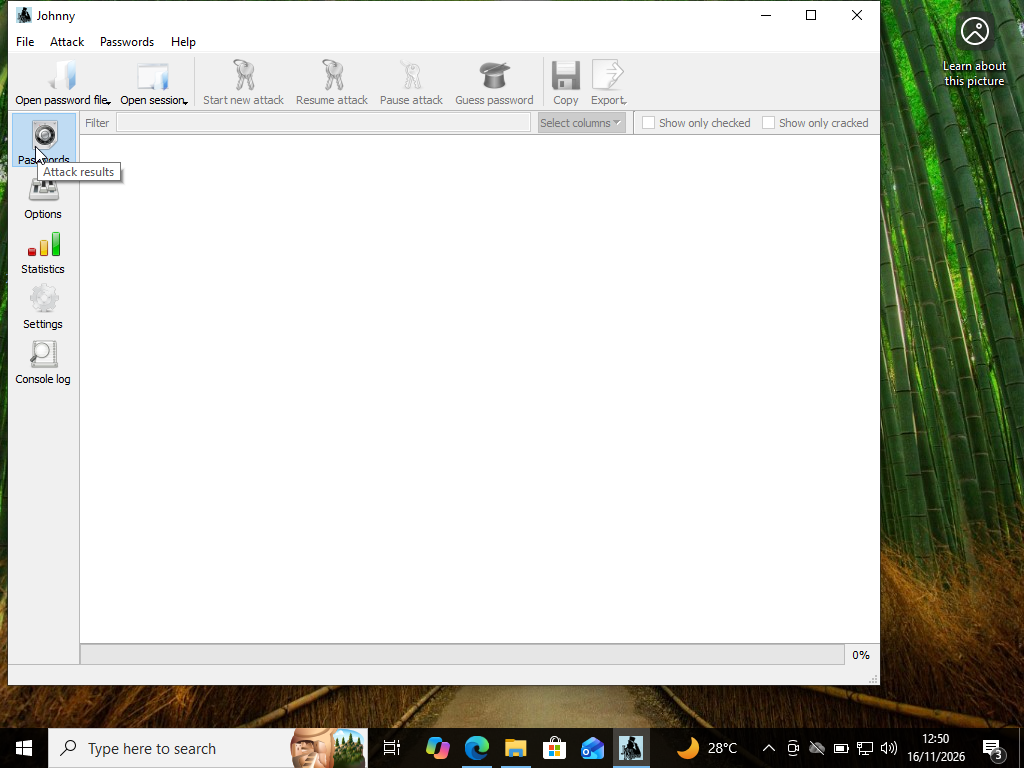 Johnny
File Attack Passwords Help
Open password file Open session Start new attack Resume attack Pause attack Guess password Copy Export
Filter Select columns Show only checked Show only cracked
Passwords
Attack results
Options
Statistics
Settings
Console log
0%
Learn about
this picture
Type here to search
28°C
12:50
16/11/2026
3